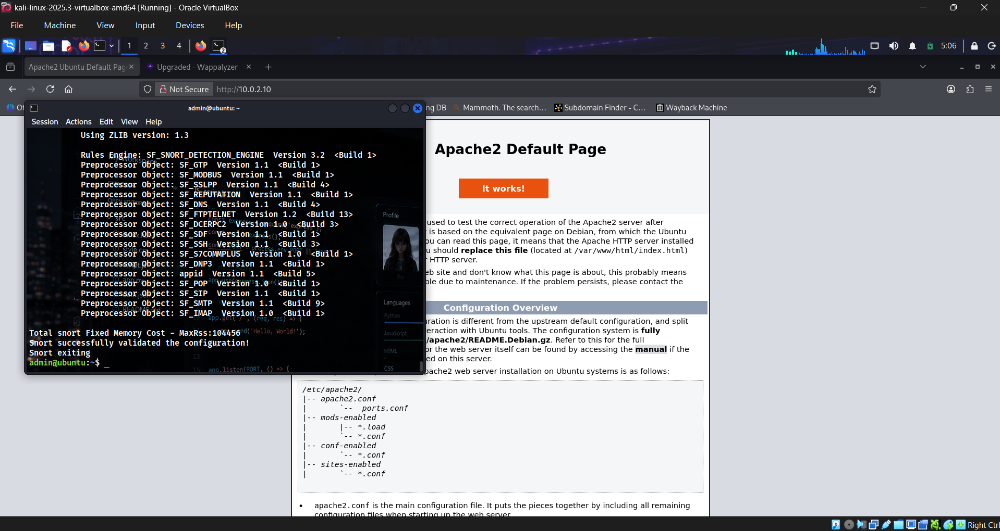 kali-linux-2025.3-virtualbox-amd64 [Running] - Oracle VirtualBox
File Machine View Input Devices Help
1 2 3 4 2 5:06
Apache2 Ubuntu Default Pag Upgraded - Wappalyzer
Not Secure http://10.0.2.10
Of ng DB Mammoth. The search... Subdomain Finder - C... Wayback Machine
admin@ubuntu: ~
Session Actions Edit View Help
Using ZLIB version: 1.3
Rules Engine: SF_SNORT_DETECTION_ENGINE Version 3.2 <Build 1>
Preprocessor Object: SF_GTP Version 1.1 <Build 1>
Preprocessor Object: SF_MODBUS Version 1.1 <Build 1>
Preprocessor Object: SF_SSLPP Version 1.1 <Build 4>
Preprocessor Object: SF_REPUTATION Version 1.1 <Build 1>
Preprocessor Object: SF_DNS Version 1.1 <Build 4>
Preprocessor Object: SF_FTPTELNET Version 1.2 <Build 13>
Preprocessor Object: SF_DCERPC2 Version 1.0 <Build 3>
Preprocessor Object: SF_SDF Version 1.1 <Build 1>
Preprocessor Object: SF_SSH Version 1.1 <Build 3>
Preprocessor Object: SF_S7COMMPLUS Version 1.0 <Build 1>
Preprocessor Object: SF_DNP3 Version 1.1 <Build 1>
Preprocessor Object: appid Version 1.1 <Build 5>
Preprocessor Object: SF_POP Version 1.0 <Build 1>
Preprocessor Object: SF_SIP Version 1.1 <Build 1>
Preprocessor Object: SF_SMTP Version 1.1 <Build 9>
Preprocessor Object: SF_IMAP Version 1.0 <Build 1>
Total snort Fixed Memory Cost - MaxRss:104456
Snort successfully validated the configuration!
Snort exiting
admin@ubuntu:~$ _
Profile
Languages
Python
JavaScript
HTML
CSS
app.get('/', (req, res) => {
'Hello, World!');
13
15 app.listen(PORT, () => {
Apache2 Default Page
It works!
used to test the correct operation of the Apache2 server after
is based on the equivalent page on Debian, from which the Ubuntu
ou can read this page, it means that the Apache HTTP server installed
u should replace this file (located at /var/www/html/index.html)
HTTP server.
eb site and don't know what this page is about, this probably means
ble due to maintenance. If the problem persists, please contact the
Configuration Overview
uration is different from the upstream default configuration, and split
teraction with Ubuntu tools. The configuration system is fully
/apache2/README.Debian.gz. Refer to this for the full
or the web server itself can be found by accessing the manual if the
ed on this server.
pache2 web server installation on Ubuntu systems is as follows:
/etc/apache2/
|-- apache2.conf
| `-- ports.conf
|-- mods-enabled
| |-- *.load
| `-- *.conf
|-- conf-enabled
| `-- *.conf
|-- sites-enabled
| `-- *.conf
• apache2.conf is the main configuration file. It puts the pieces together by including all remaining
configuration files when starting up the web server
Right Ctrl